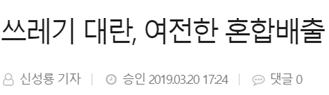 쓰레기 대란, 여전한 혼합배출
신성룡 기자 승인 2019.03.20 17:24 댓글 0